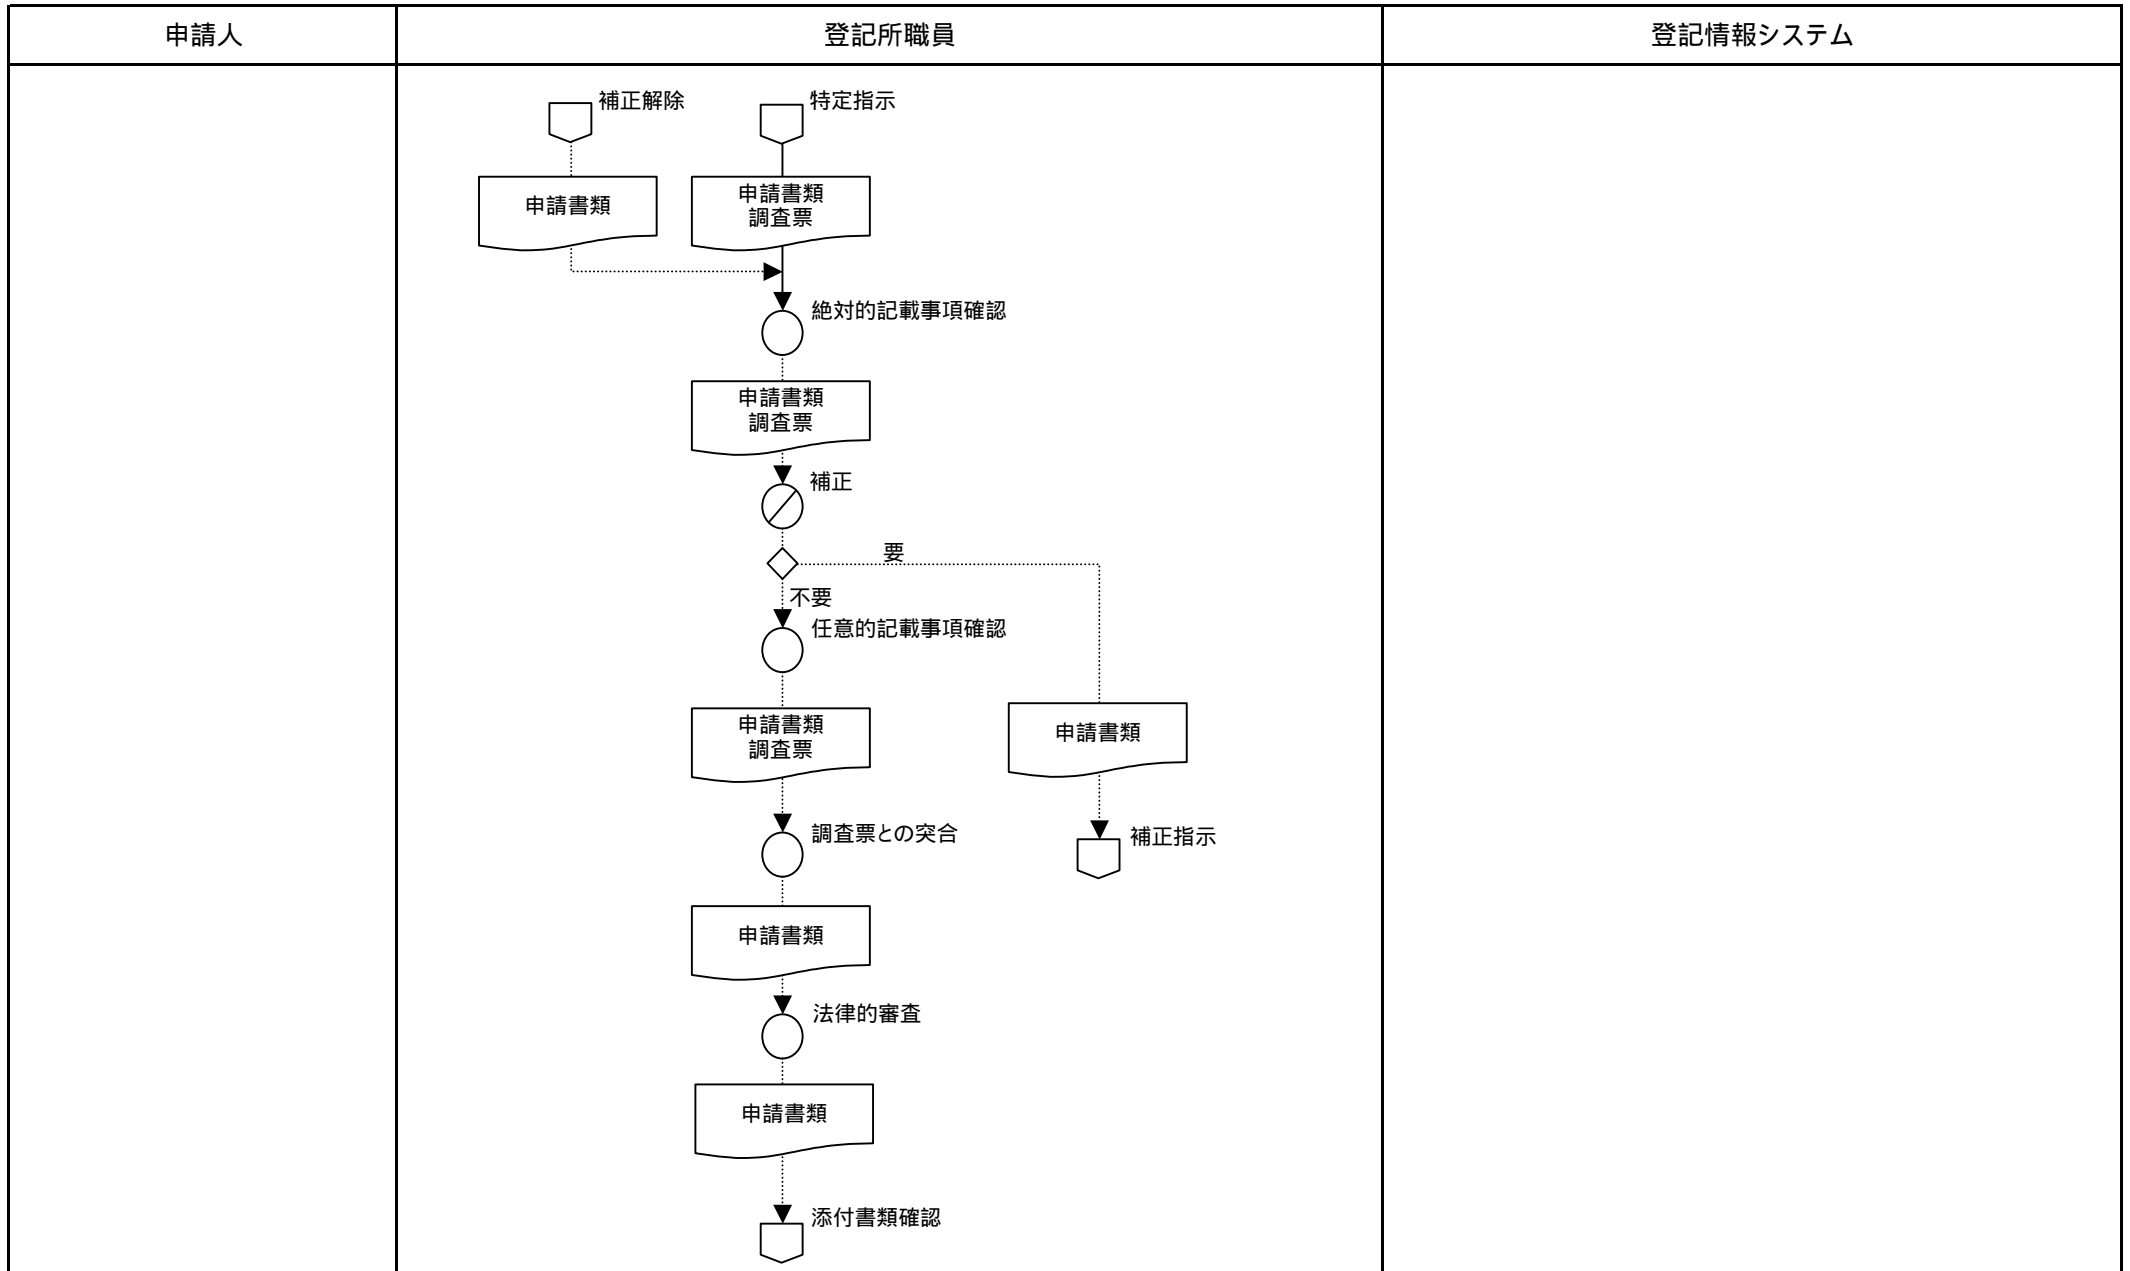 申請人
登記所職員
登記情報システム
補正解除
特定指示
申請書類
申請書類
調査票
絶対的記載事項確認
申請書類
調査票
補正
要
不要
任意的記載事項確認
申請書類
調査票
申請書類
調査票との突合
補正指示
申請書類
法律的審査
申請書類
添付書類確認